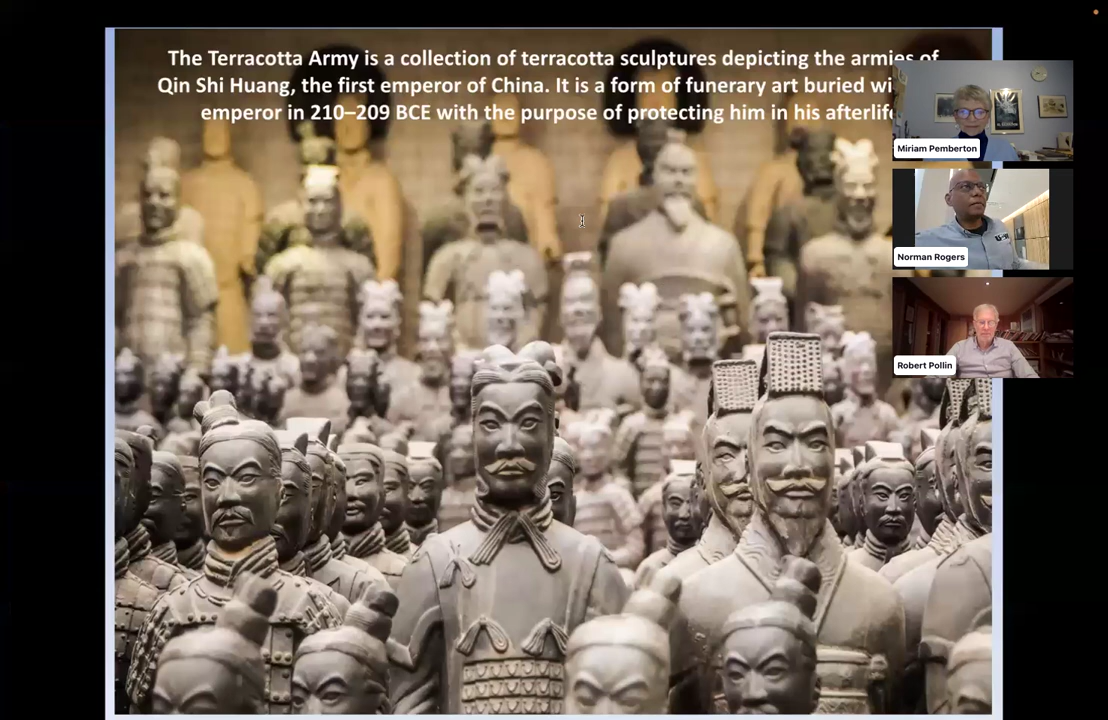 The Terracotta Army is a collection of terracotta sculptures depicting the armies of
Qin Shi Huang, the first emperor of China. It is a form of funerary art buried wi
emperor in 210–209 BCE with the purpose of protecting him in his afterlife
Miriam Pemberton
Norman Rogers
Robert Pollin